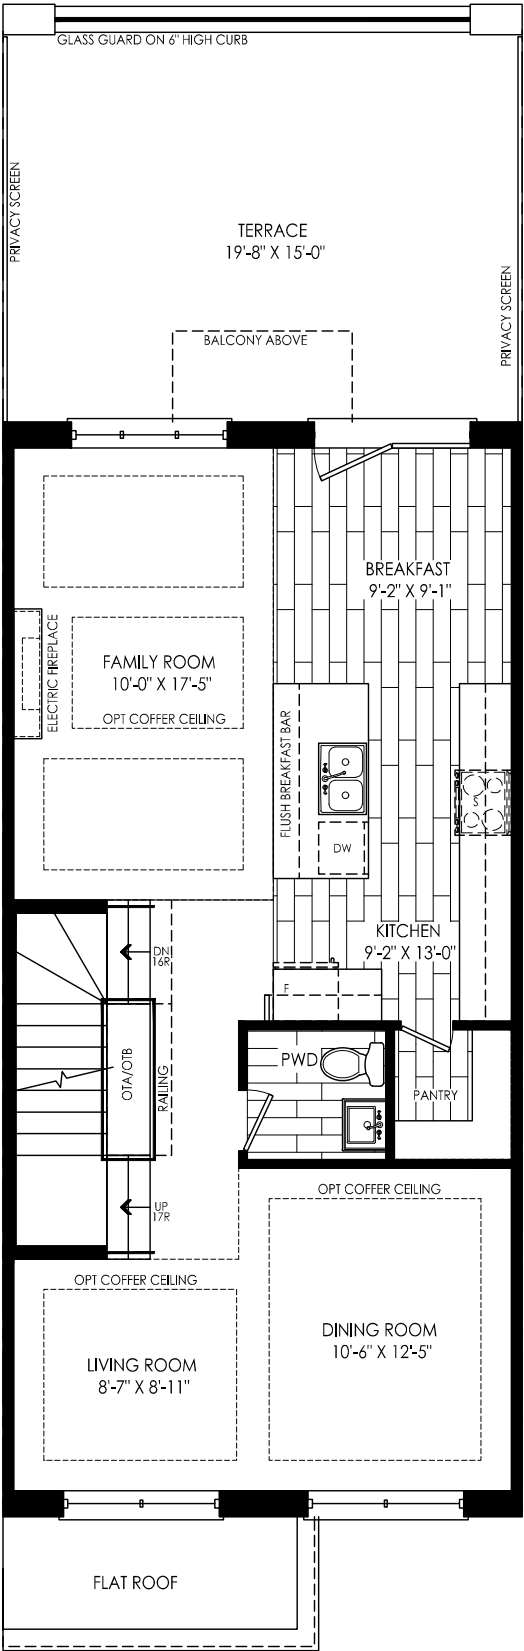 GLASS GUARD ON 6" HIGH CURB
PRIVACY SCREEN
TERRACE
19'-8" X 15'-0"
PRIVACY SCREEN
BALCONY ABOVE
BREAKFAST
9'-2" X 9'-1"
ELECTRIC FIREPLACE
FAMILY ROOM
10'-0" X 17'-5"
OPT COFFER CEILING
FLUSH BREAKFAST BAR
S
DW
KITCHEN
9'-2" X 13'-0"
DN
16R
F
OTA/OTB
RAILING
PWD
PANTRY
UP
17R
OPT COFFER CEILING
OPT COFFER CEILING
DINING ROOM
10'-6" X 12'-5"
LIVING ROOM
8'-7" X 8'-11"
FLAT ROOF